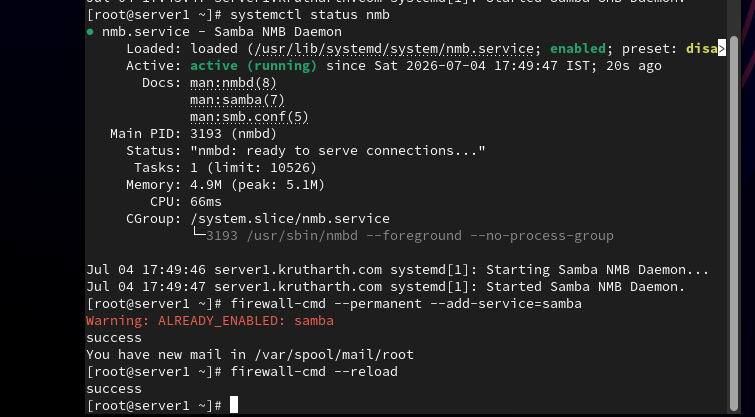 [root@server1 ~]# systemctl status nmb
● nmb.service - Samba NMB Daemon
Loaded: loaded (/usr/lib/systemd/system/nmb.service; enabled; preset: disa>
Active: active (running) since Sat 2026-07-04 17:49:47 IST; 20s ago
Docs: man:nmbd(8)
man:samba(7)
man:smb.conf(5)
Main PID: 3193 (nmbd)
Status: "nmbd: ready to serve connections..."
Tasks: 1 (limit: 10526)
Memory: 4.9M (peak: 5.1M)
CPU: 66ms
CGroup: /system.slice/nmb.service
└─3193 /usr/sbin/nmbd --foreground --no-process-group
Jul 04 17:49:46 server1.krutharth.com systemd[1]: Starting Samba NMB Daemon...
Jul 04 17:49:47 server1.krutharth.com systemd[1]: Started Samba NMB Daemon.
[root@server1 ~]# firewall-cmd --permanent --add-service=samba
Warning: ALREADY_ENABLED: samba
success
You have new mail in /var/spool/mail/root
[root@server1 ~]# firewall-cmd --reload
success
[root@server1 ~]#